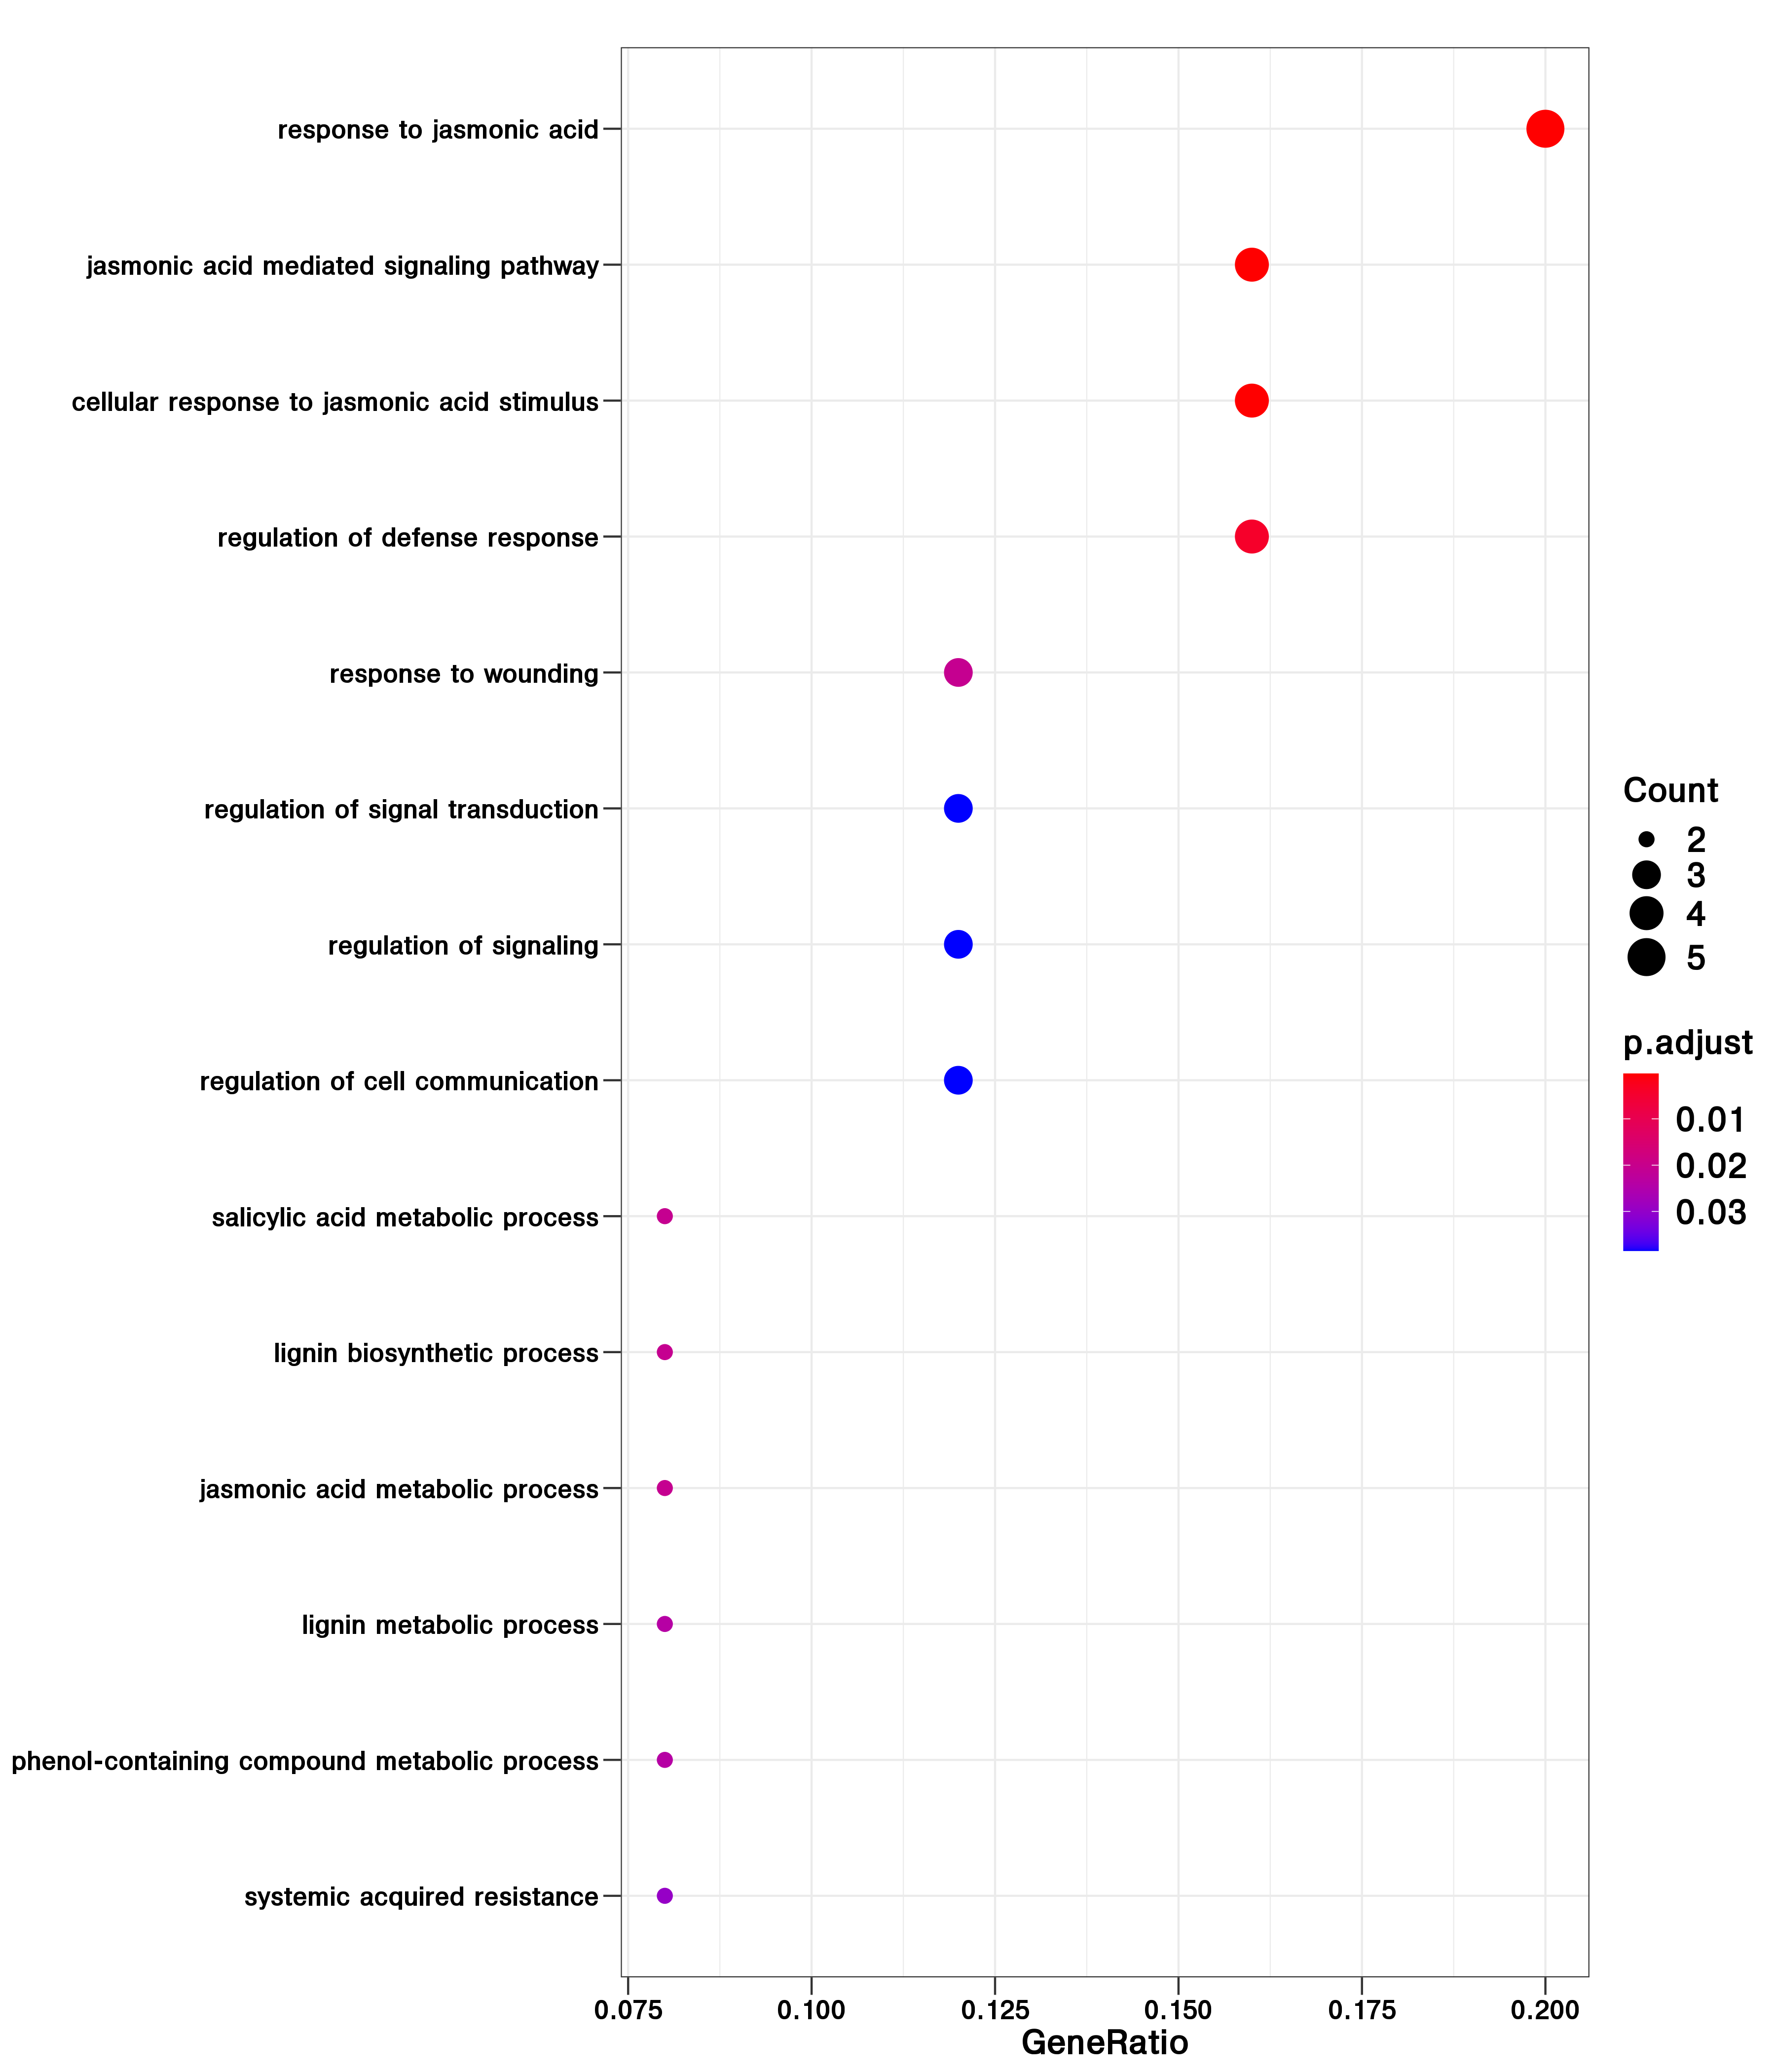 response to jasmonic acid
jasmonic acid mediated signaling pathway
cellular response to jasmonic acid stimulus
regulation of defense response
response to wounding
regulation of signal transduction
regulation of signaling
regulation of cell communication
salicylic acid metabolic process
lignin biosynthetic process
jasmonic acid metabolic process
lignin metabolic process
phenol-containing compound metabolic process
systemic acquired resistance
0.075 0.100 0.125 0.150 0.175 0.200
GeneRatio
Count
2
3
4
5
p.adjust
0.01
0.02
0.03